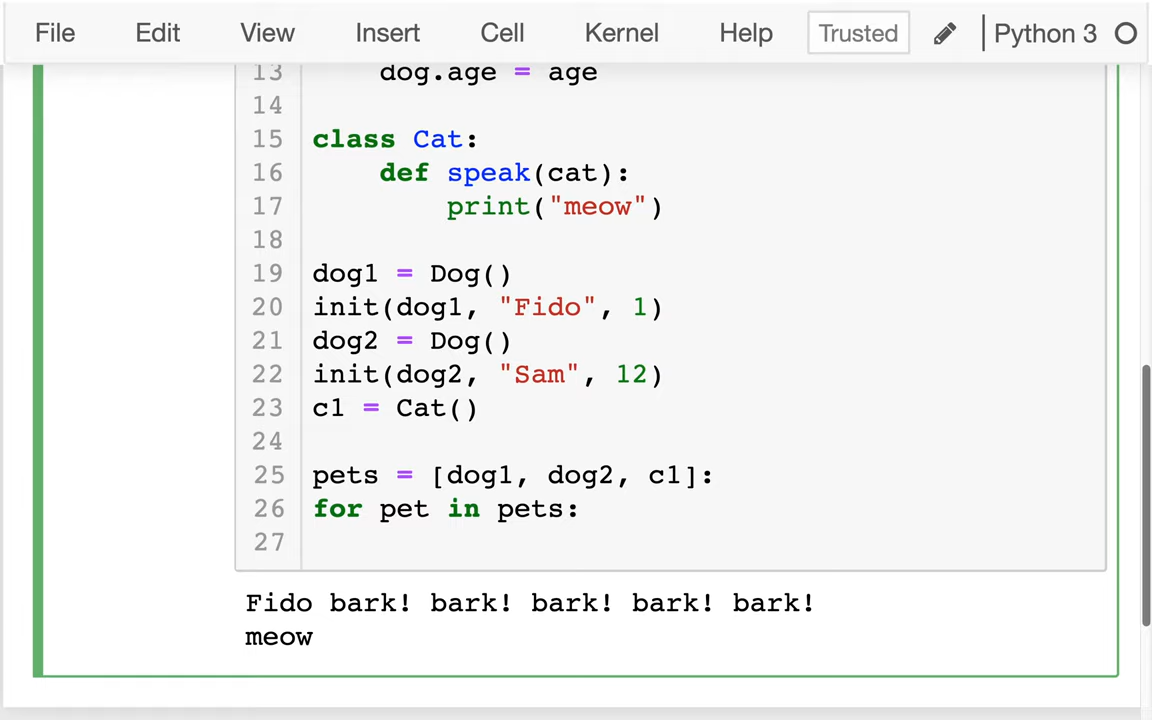 File Edit View Insert Cell Kernel Help Trusted Python 3
13     dog.age = age
14
15 class Cat:
16     def speak(cat):
17         print("meow")
18
19 dog1 = Dog()
20 init(dog1, "Fido", 1)
21 dog2 = Dog()
22 init(dog2, "Sam", 12)
23 c1 = Cat()
24
25 pets = [dog1, dog2, c1]:
26 for pet in pets:
27
Fido bark! bark! bark! bark! bark!
meow